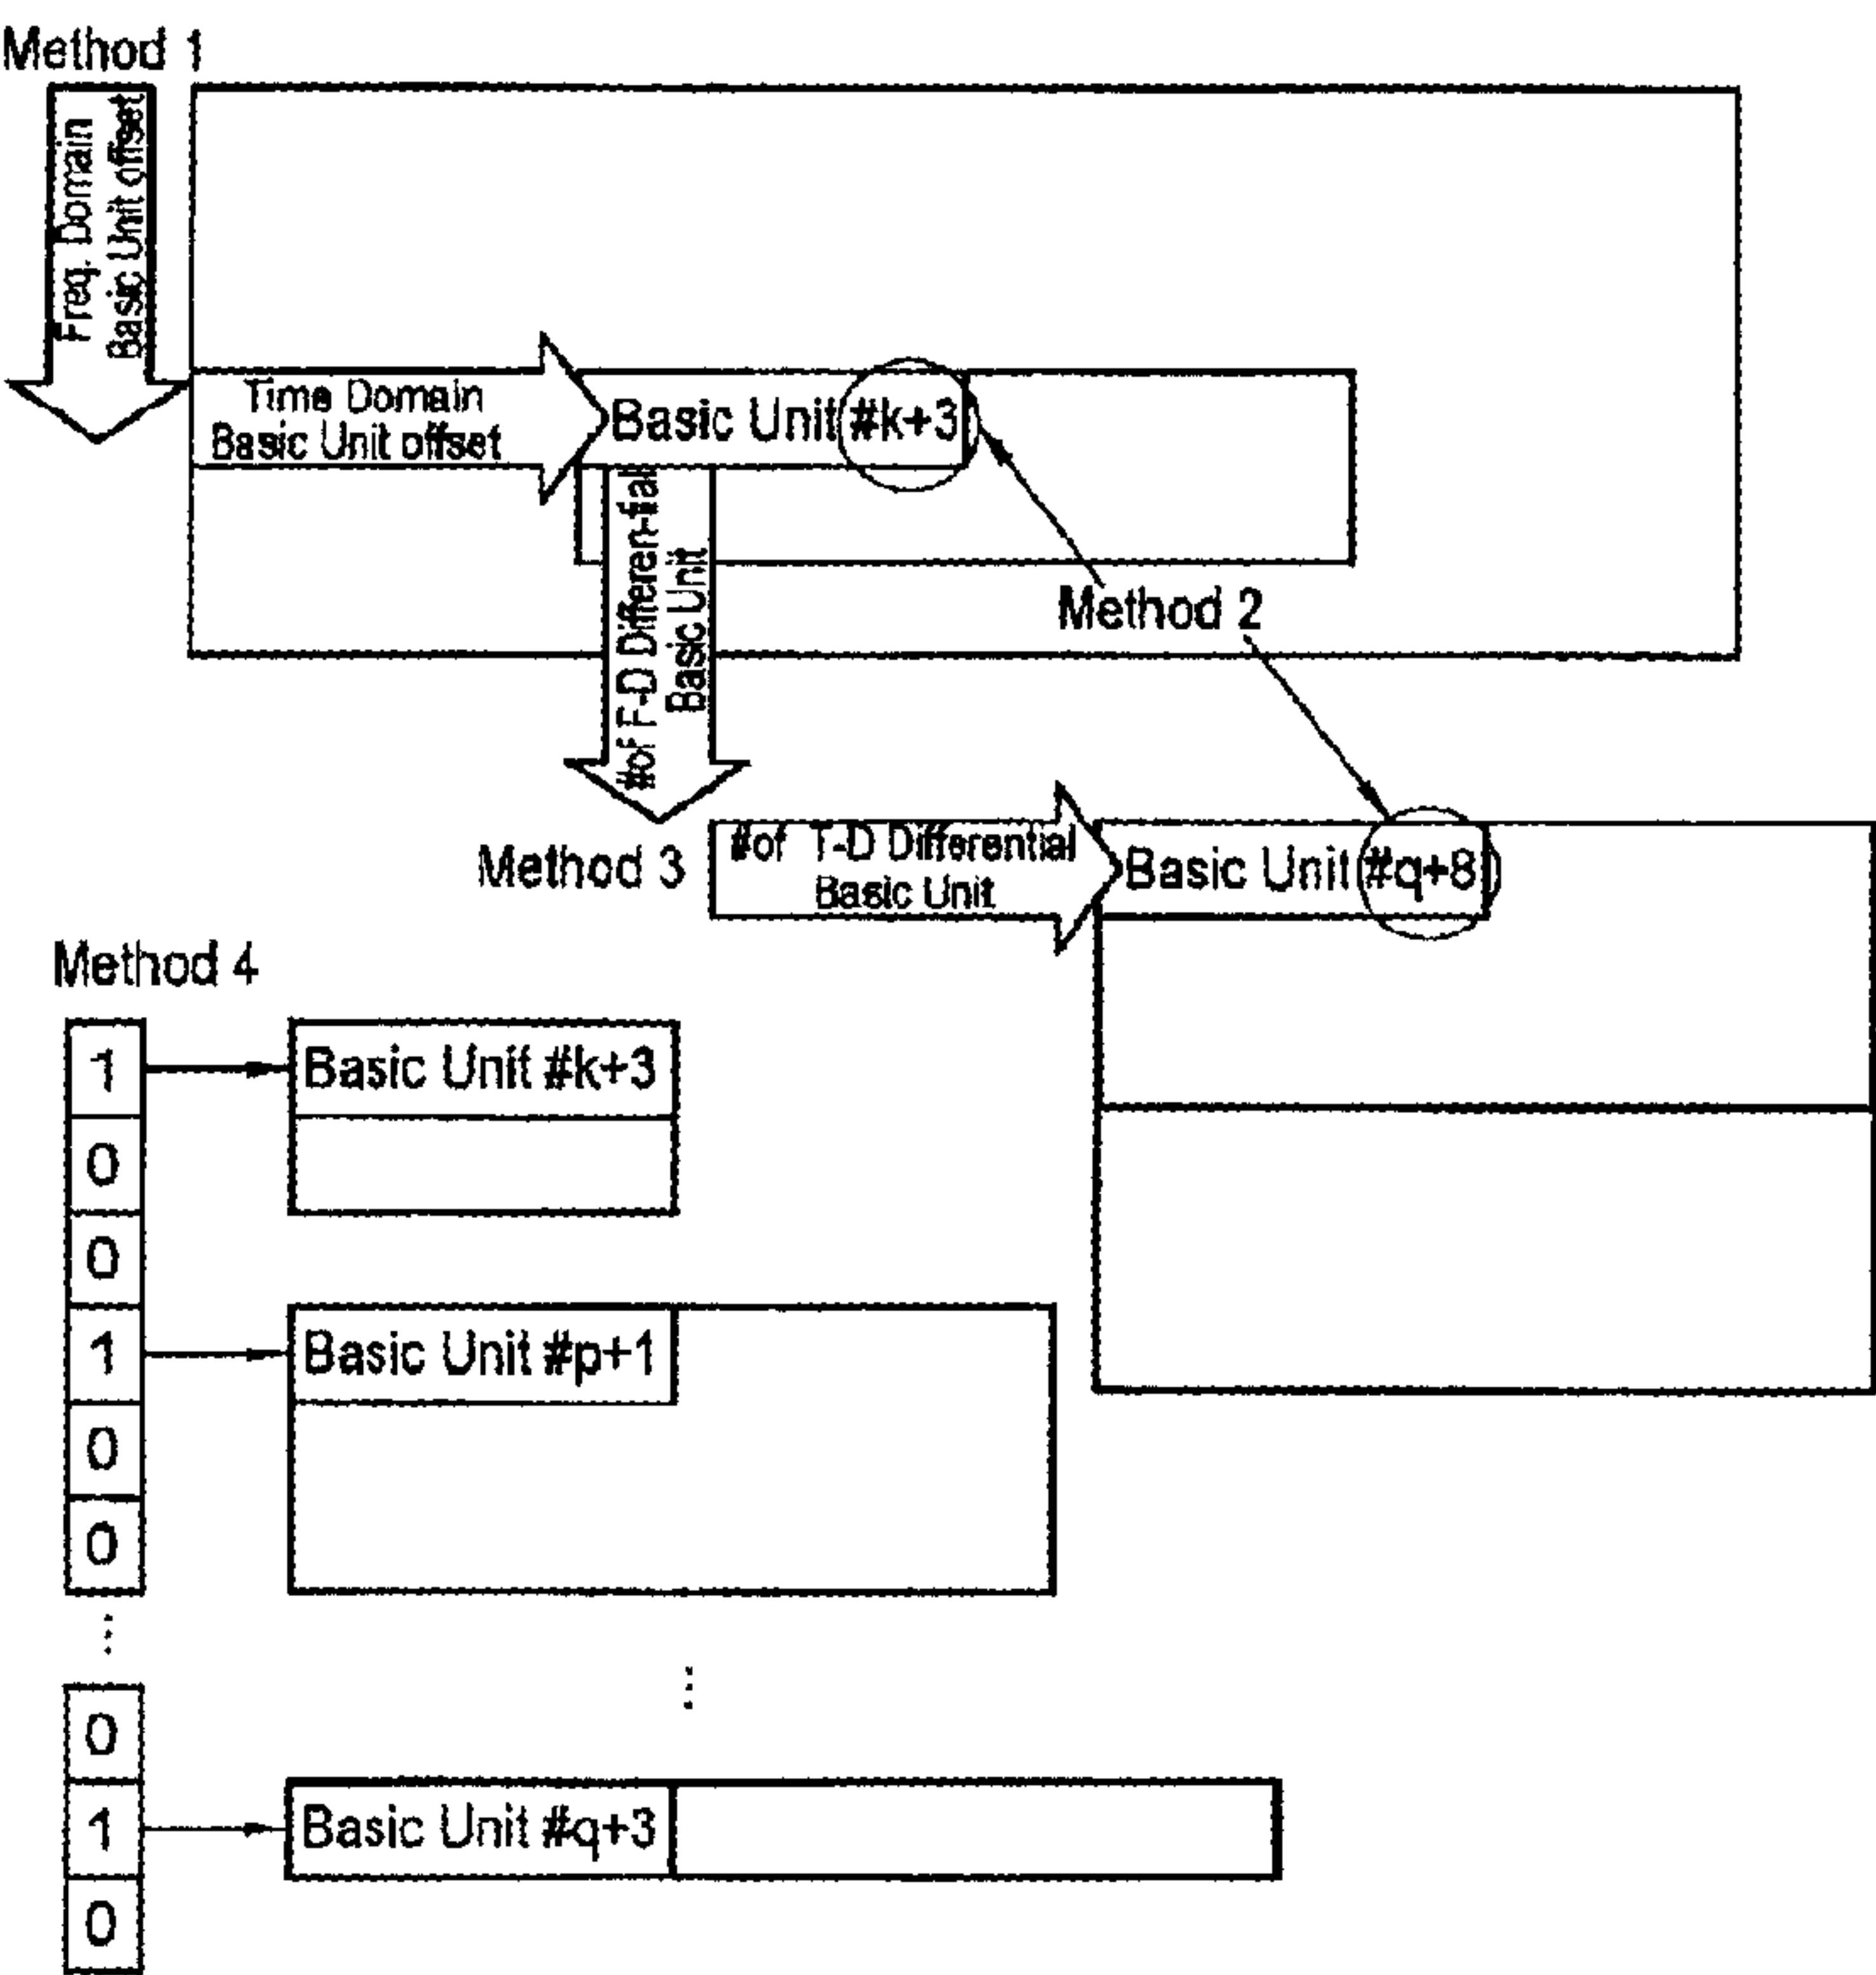 Method 1
Freq. Domain
Basic Unit offset
Time Domain
Basic Unit offset
Basic Unit #k+3
#of F-D Differen-tial
Basic Unit
Method 2
Method 3
#of T-D Differential
Basic Unit
Basic Unit #q+8
Method 4
1
Basic Unit #k+3
0
0
1
Basic Unit #p+1
0
0
⋮
⋮
0
1
Basic Unit #q+3
0